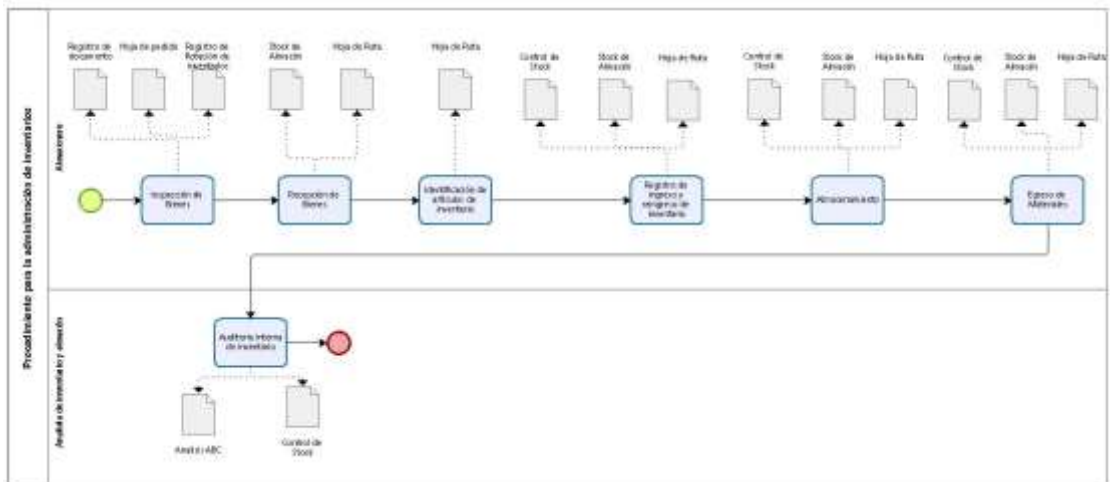 Procedimiento para la administración de inventarios
Almacenero
Registro de
documento
Hoja de pedido
Registro de
Rotación de
inventarios
Stock de
Almacén
Hoja de Ruta
Hoja de Ruta
Control de
Stock
Stock de
Almacén
Hoja de Ruta
Control de
Stock
Stock de
Almacén
Hoja de Ruta
Control de
Stock
Stock de
Almacén
Hoja de Ruta
Inspección de
Bienes
Recepción de
Bienes
Identificación de
artículos de
inventario
Registro de
ingreso y
reingreso de
inventario
Almacenamiento
Egreso de
Materiales
Analista de inventario y almacén
Auditoría interna
de inventario
Analisis ABC
Control de
Stock